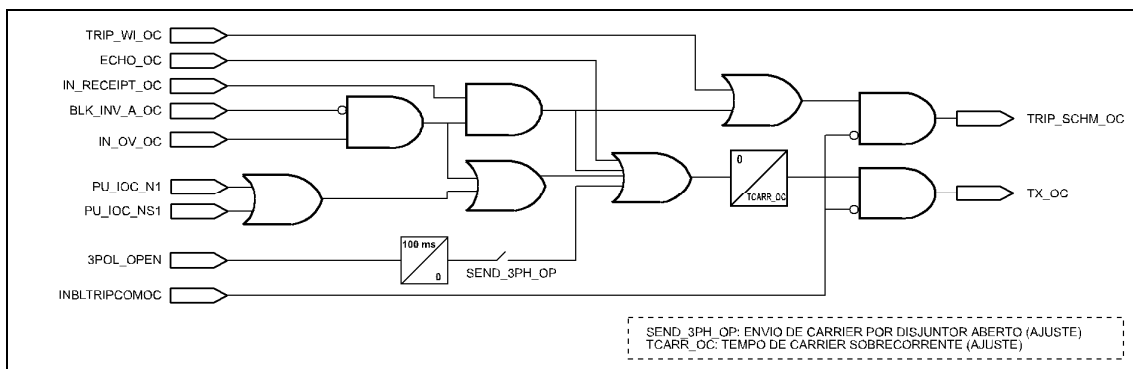 TRIP_WI_OC
ECHO_OC
IN_RECEIPT_OC
BLK_INV_A_OC
IN_OV_OC
PU_IOC_N1
PU_IOC_NS1
3POL_OPEN
INBLTRIPCOMOC
100 ms
0
SEND_3PH_OP
0
TCARR_OC
TRIP_SCHM_OC
TX_OC
SEND_3PH_OP: ENVIO DE CARRIER POR DISJUNTOR ABERTO (AJUSTE)
TCARR_OC: TEMPO DE CARRIER SOBRECORRENTE (AJUSTE)